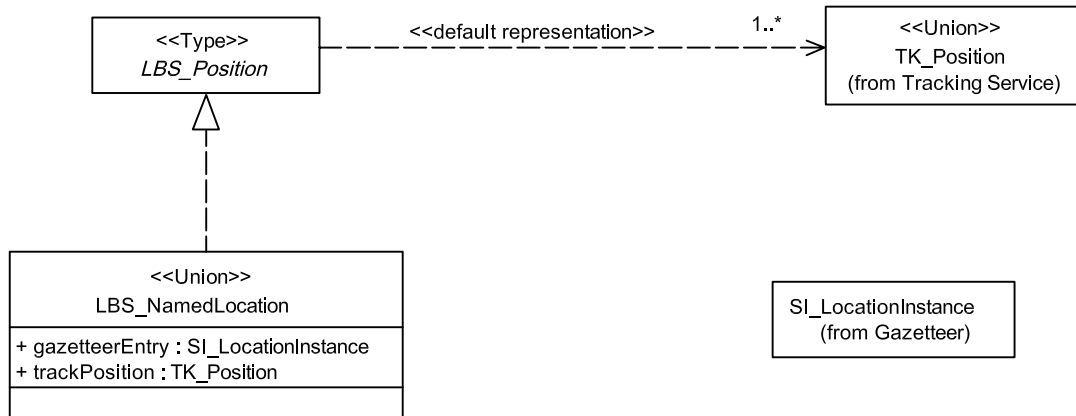 <<Type>>
LBS_Position
<<default representation>>
1..*
<<Union>>
TK_Position
(from Tracking Service)
<<Union>>
LBS_NamedLocation
+ gazetteerEntry : SI_LocationInstance
+ trackPosition : TK_Position
SI_LocationInstance
(from Gazetteer)